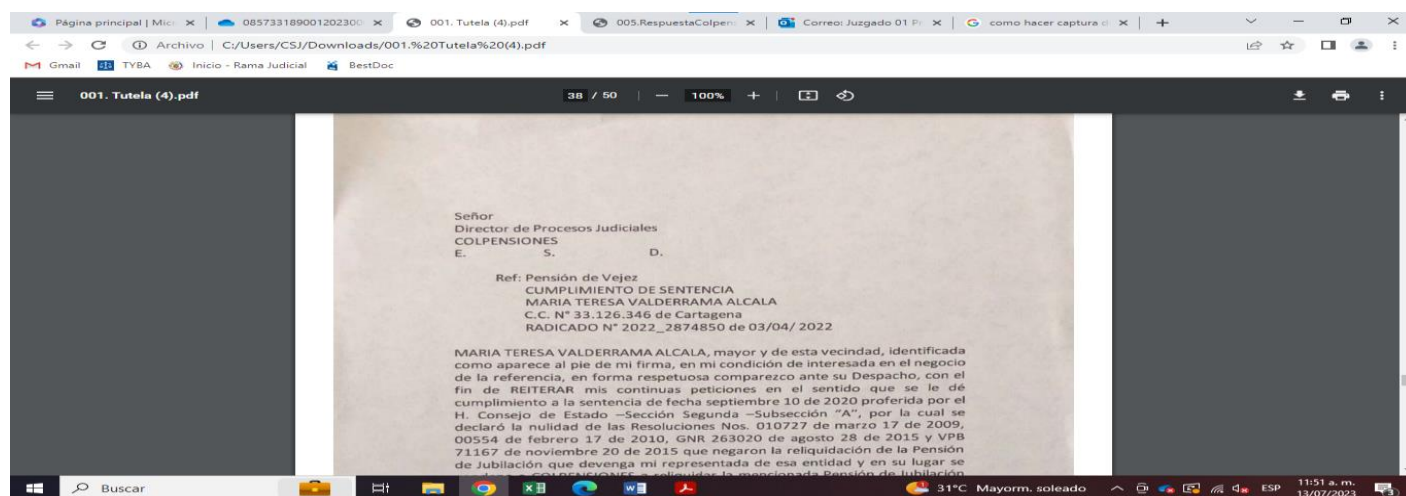 Página principal | Mic
085733189001202300
001. Tutela (4).pdf
005.RespuestaColpen
Correo: Juzgado 01 P
como hacer captura d
Archivo | C:/Users/CSJ/Downloads/001.%20Tutela%20(4).pdf
Gmail TYBA Inicio - Rama Judicial BestDoc
001. Tutela (4).pdf 38 / 50 | — 100% + |
Señor
Director de Procesos Judiciales
COLPENSIONES
E. S. D.
Ref: Pensión de Vejez
CUMPLIMIENTO DE SENTENCIA
MARIA TERESA VALDERRAMA ALCALA
C.C. N° 33.126.346 de Cartagena
RADICADO N° 2022_2874850 de 03/04/ 2022
MARIA TERESA VALDERRAMA ALCALA, mayor y de esta vecindad, identificada
como aparece al pie de mi firma, en mi condición de interesada en el negocio
de la referencia, en forma respetuosa comparezco ante su Despacho, con el
fin de REITERAR mis continuas peticiones en el sentido que se le dé
cumplimiento a la sentencia de fecha septiembre 10 de 2020 proferida por el
H. Consejo de Estado –Sección Segunda –Subsección "A", por la cual se
declaró la nulidad de las Resoluciones Nos. 010727 de marzo 17 de 2009,
00554 de febrero 17 de 2010, GNR 263020 de agosto 28 de 2015 y VPB
71167 de noviembre 20 de 2015 que negaron la reliquidación de la Pensión
de Jubilación que devenga mi representada de esa entidad y en su lugar se
a COLPENSIONES a reliquidar la mencionada Pensión de Jubilación
Buscar
31°C Mayorm. soleado
ESP
11:51 a. m.
13/07/2023